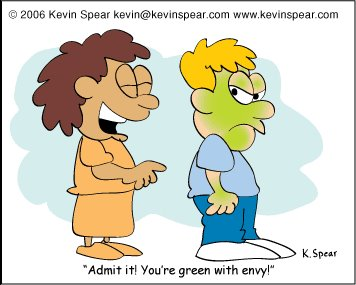 © 2006 Kevin Spear kevin@kevinspear.com www.kevinspear.com
K. Spear
“Admit it! You’re green with envy!”